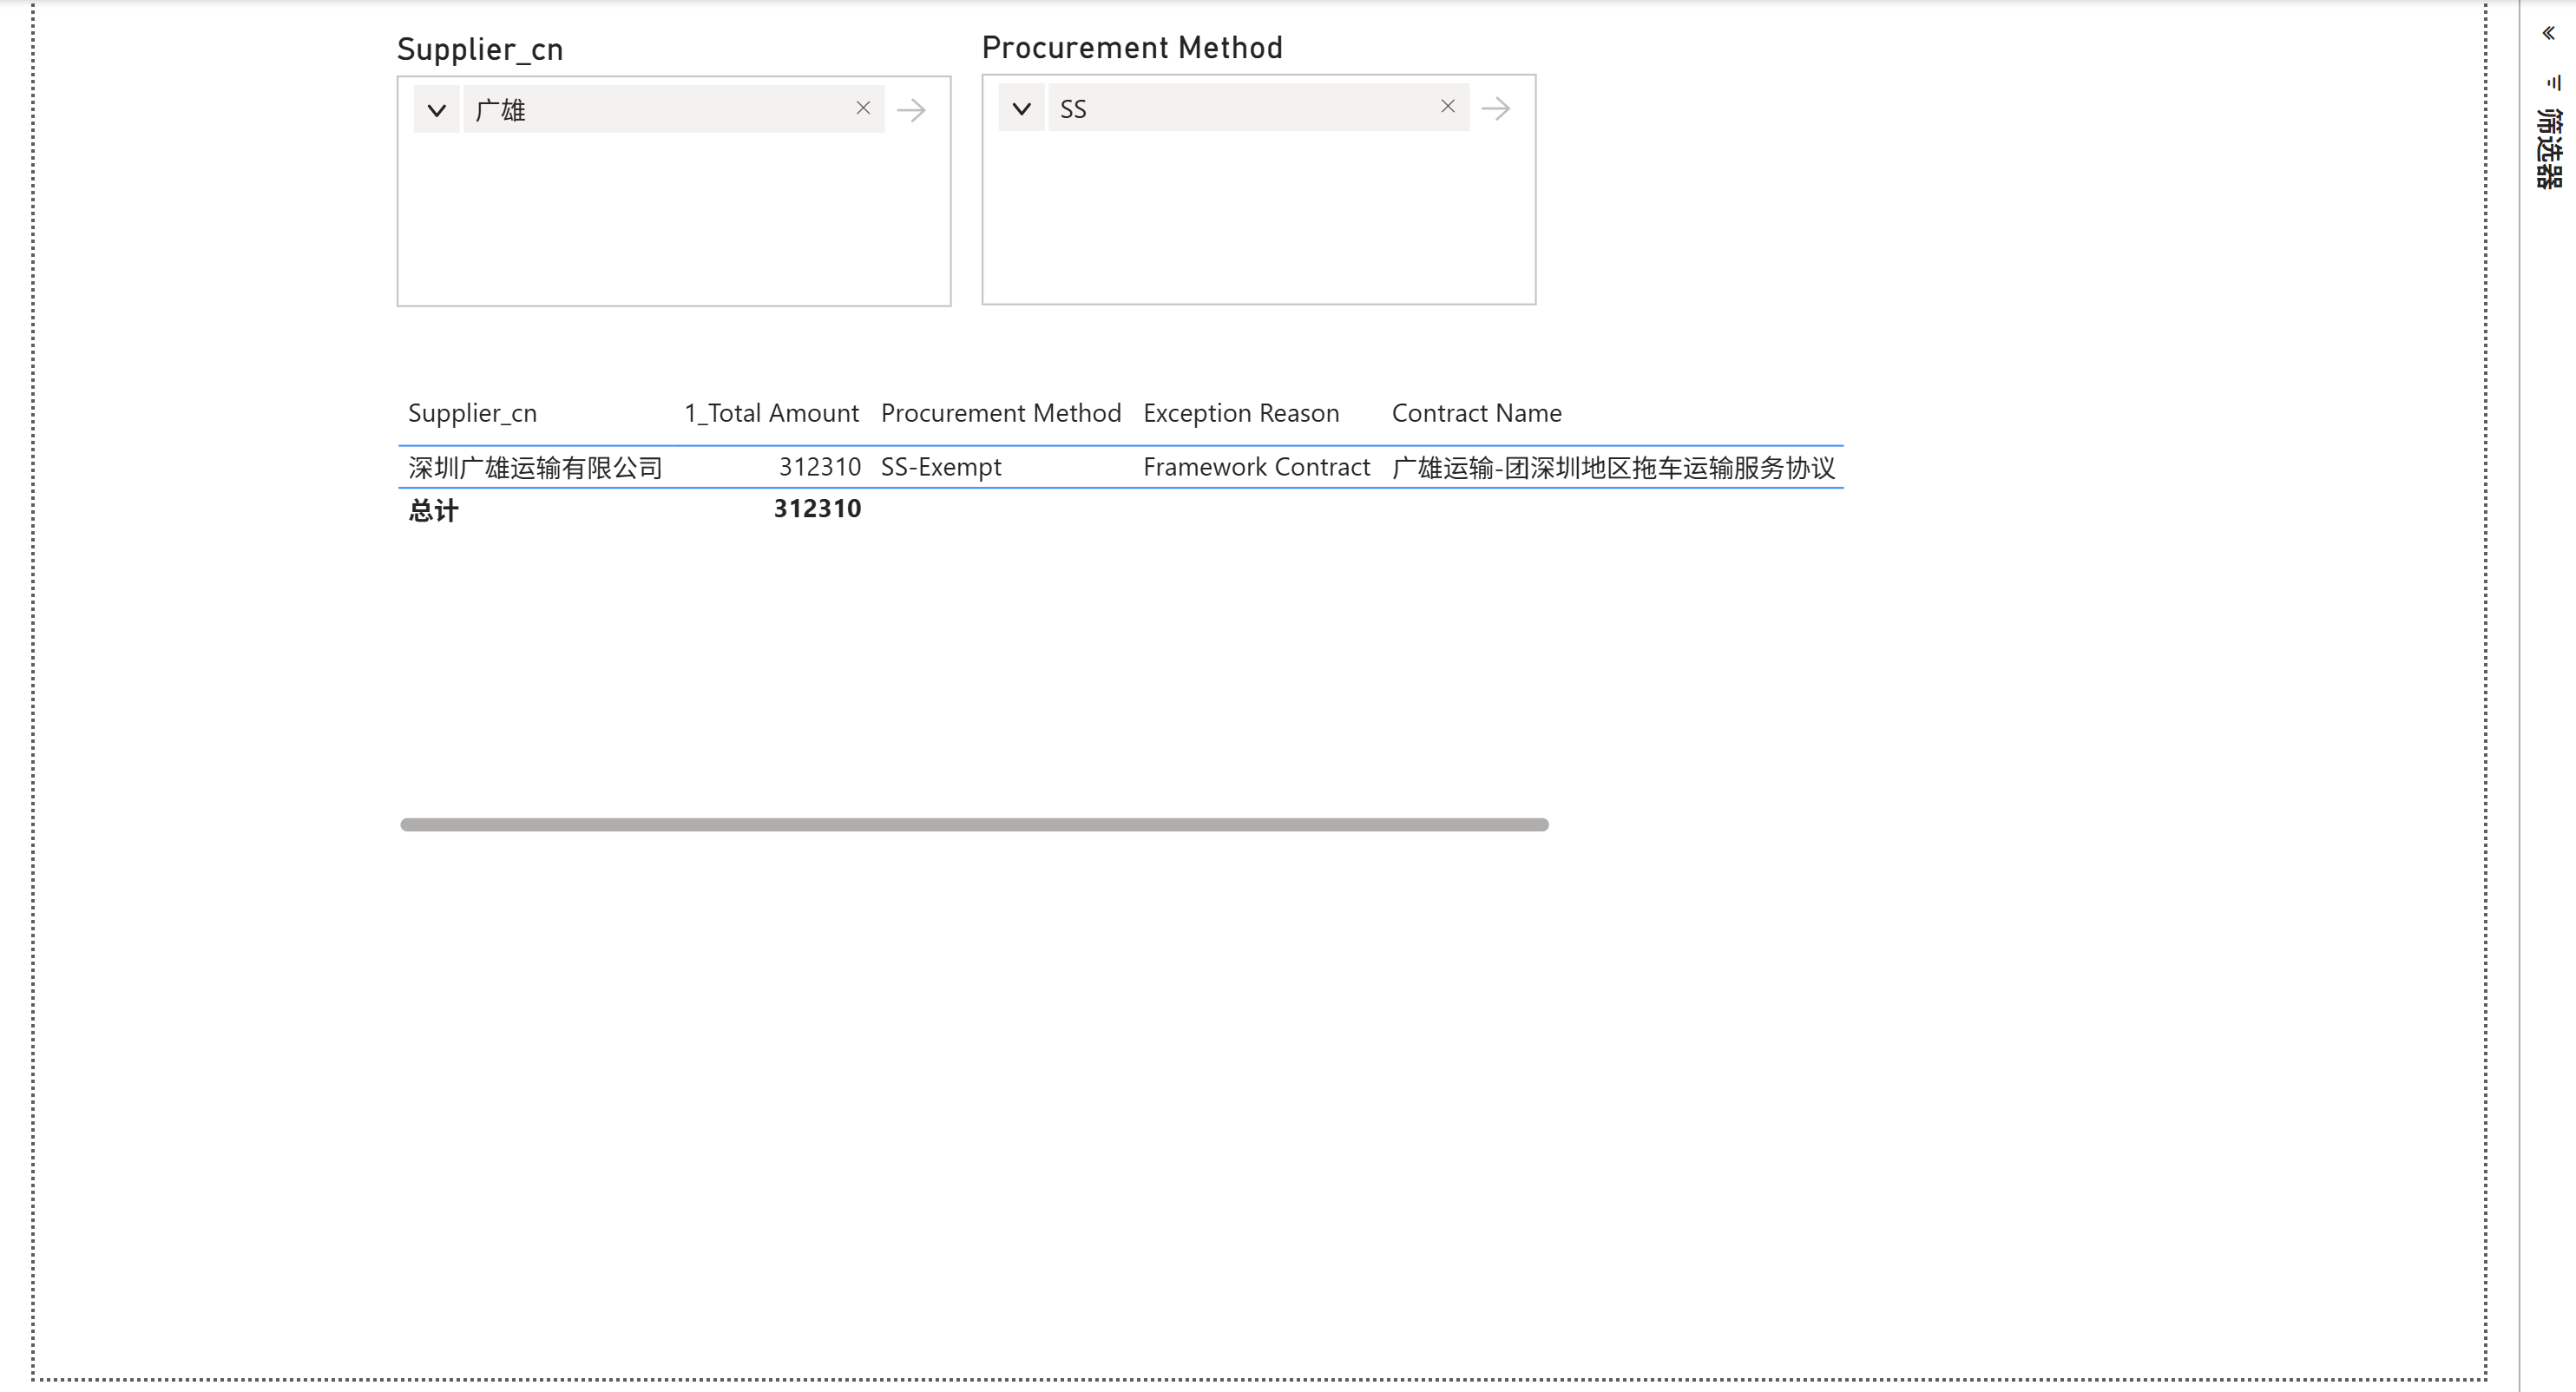 Supplier_cn
Procurement Method
广雄
SS
Supplier_cn 1_Total Amount Procurement Method Exception Reason Contract Name
深圳广雄运输有限公司 312310 SS-Exempt Framework Contract 广雄运输-团深圳地区拖车运输服务协议
总计 312310
筛选器